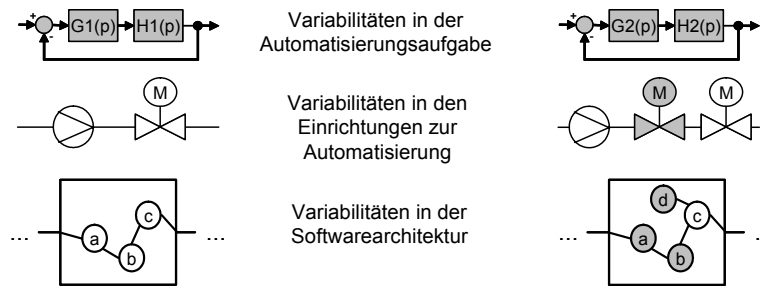 +
-
G1(p)
H1(p)
Variabilitäten in der
Automatisierungsaufgabe
+
-
G2(p)
H2(p)
M
Variabilitäten in den
Einrichtungen zur
Automatisierung
M
M
...
a
b
c
...
Variabilitäten in der
Softwarearchitektur
...
a
b
c
d
..